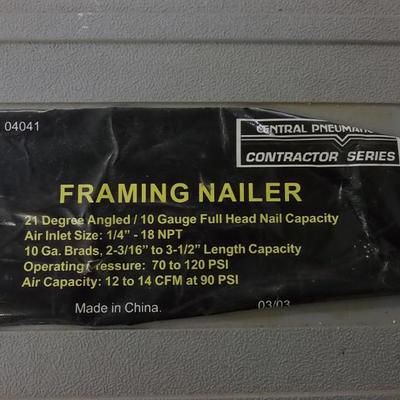 04041
CENTRAL PNEUMATIC
CONTRACTOR SERIES
FRAMING NAILER
21 Degree Angled / 10 Gauge Full Head Nail Capacity
Air Inlet Size: 1/4” - 18 NPT
10 Ga. Brads, 2-3/16” to 3-1/2” Length Capacity
Operating Pressure: 70 to 120 PSI
Air Capacity: 12 to 14 CFM at 90 PSI
Made in China.
03/03